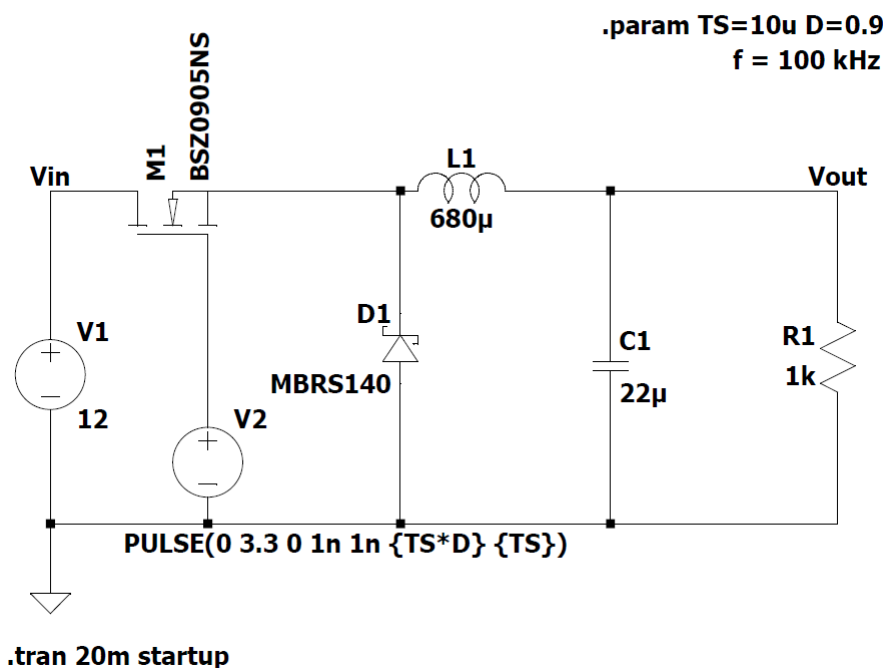 .param TS=10u D=0.9
f = 100 kHz
BSZ0905NS
M1
L1
Vin
Vout
680µ
D1
V1
C1
R1
MBRS140
22µ
1k
12
V2
PULSE(0 3.3 0 1n 1n {TS*D} {TS})
.tran 20m startup